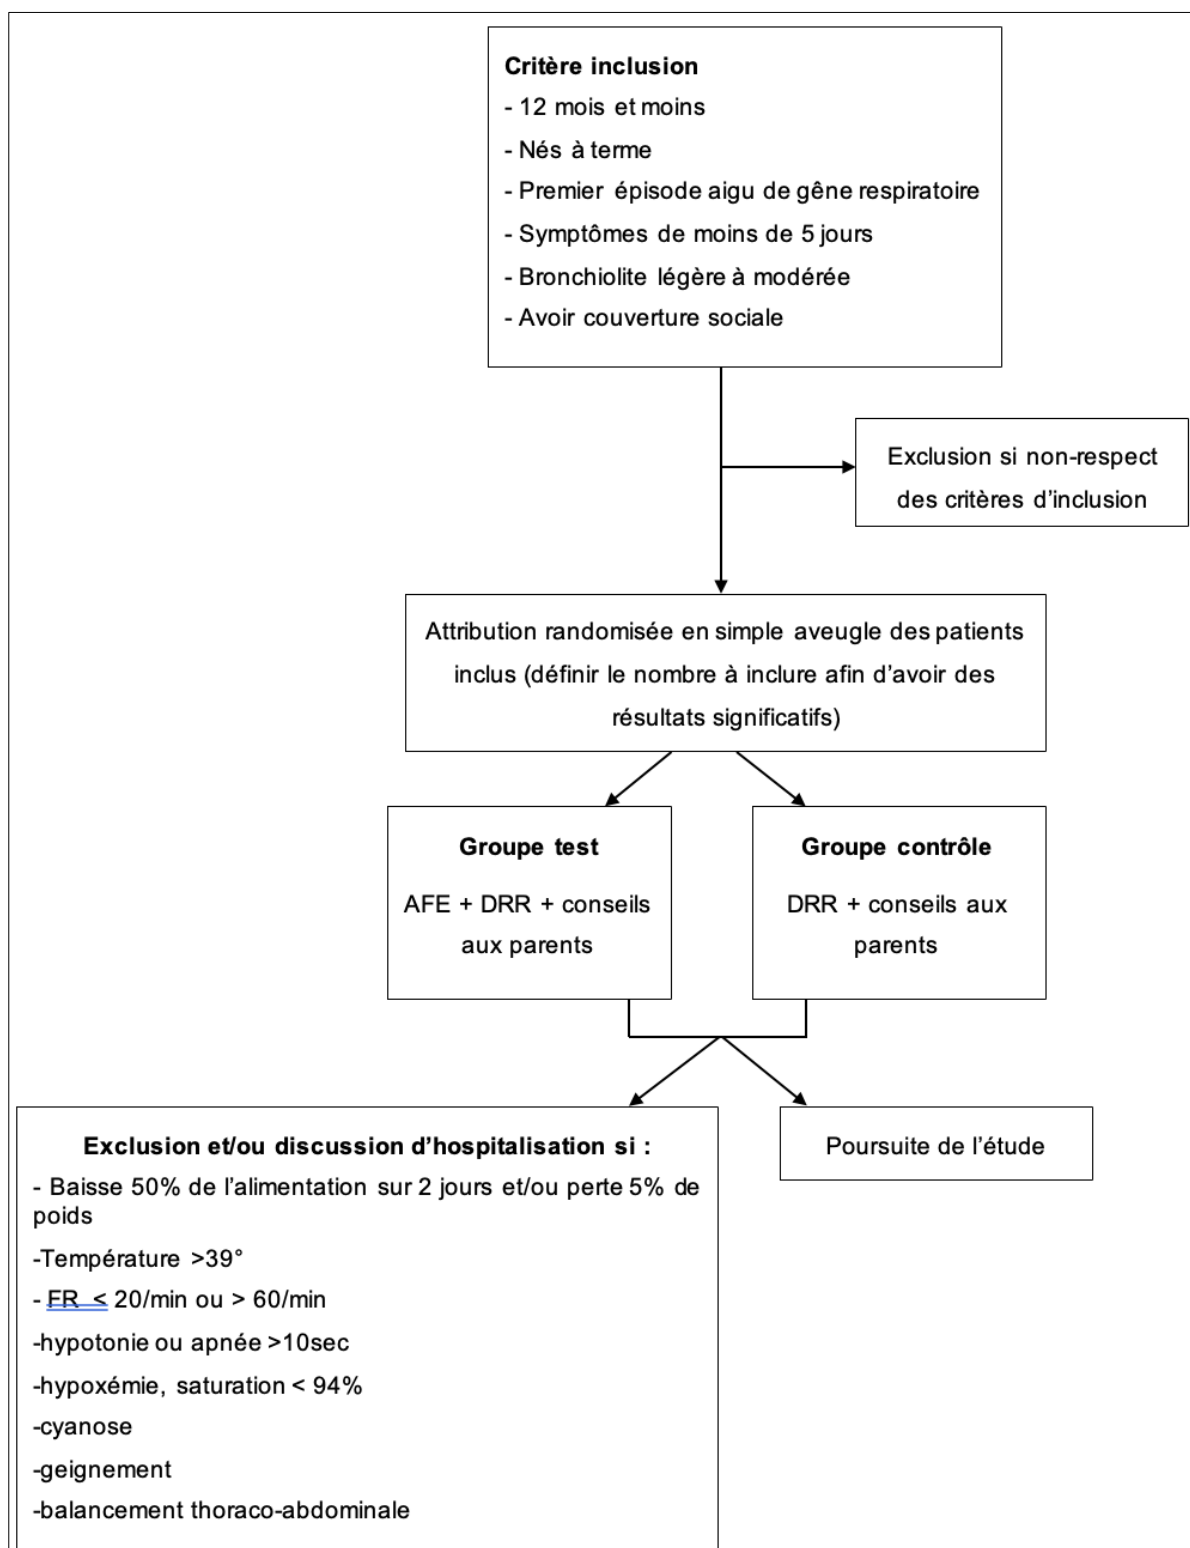 Critère inclusion
- 12 mois et moins
- Nés à terme
- Premier épisode aigu de gêne respiratoire
- Symptômes de moins de 5 jours
- Bronchiolite légère à modérée
- Avoir couverture sociale
Exclusion si non-respect
des critères d’inclusion
Attribution randomisée en simple aveugle des patients
inclus (définir le nombre à inclure afin d’avoir des
résultats significatifs)
Groupe test
AFE + DRR + conseils
aux parents
Groupe contrôle
DRR + conseils aux
parents
Exclusion et/ou discussion d’hospitalisation si :
- Baisse 50% de l’alimentation sur 2 jours et/ou perte 5% de
poids
-Température >39°
- FR < 20/min ou > 60/min
-hypotonie ou apnée >10sec
-hypoxémie, saturation < 94%
-cyanose
-geignement
-balancement thoraco-abdominale
Poursuite de l’étude